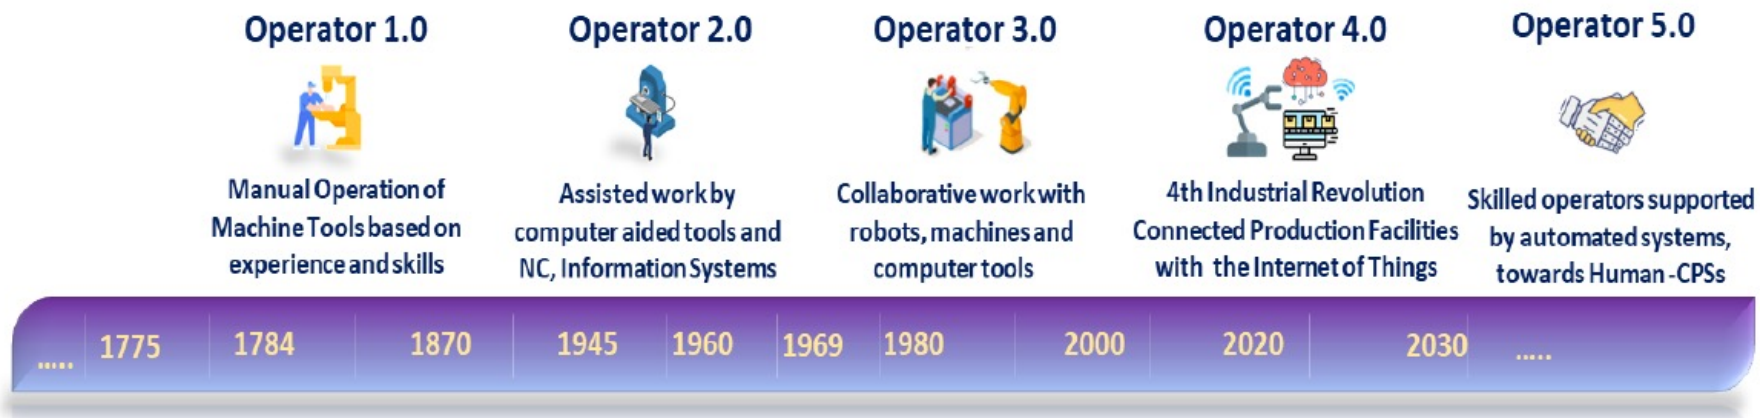 Operator 1.0
Manual Operation of
Machine Tools based on
experience and skills
Operator 2.0
Assisted work by
computer aided tools and
NC, Information Systems
Operator 3.0
Collaborative work with
robots, machines and
computer tools
Operator 4.0
4th Industrial Revolution
Connected Production Facilities
with the Internet of Things
Operator 5.0
Skilled operators supported
by automated systems,
towards Human -CPSs
..... 1775 1784 1870 1945 1960 1969 1980 2000 2020 2030 .....